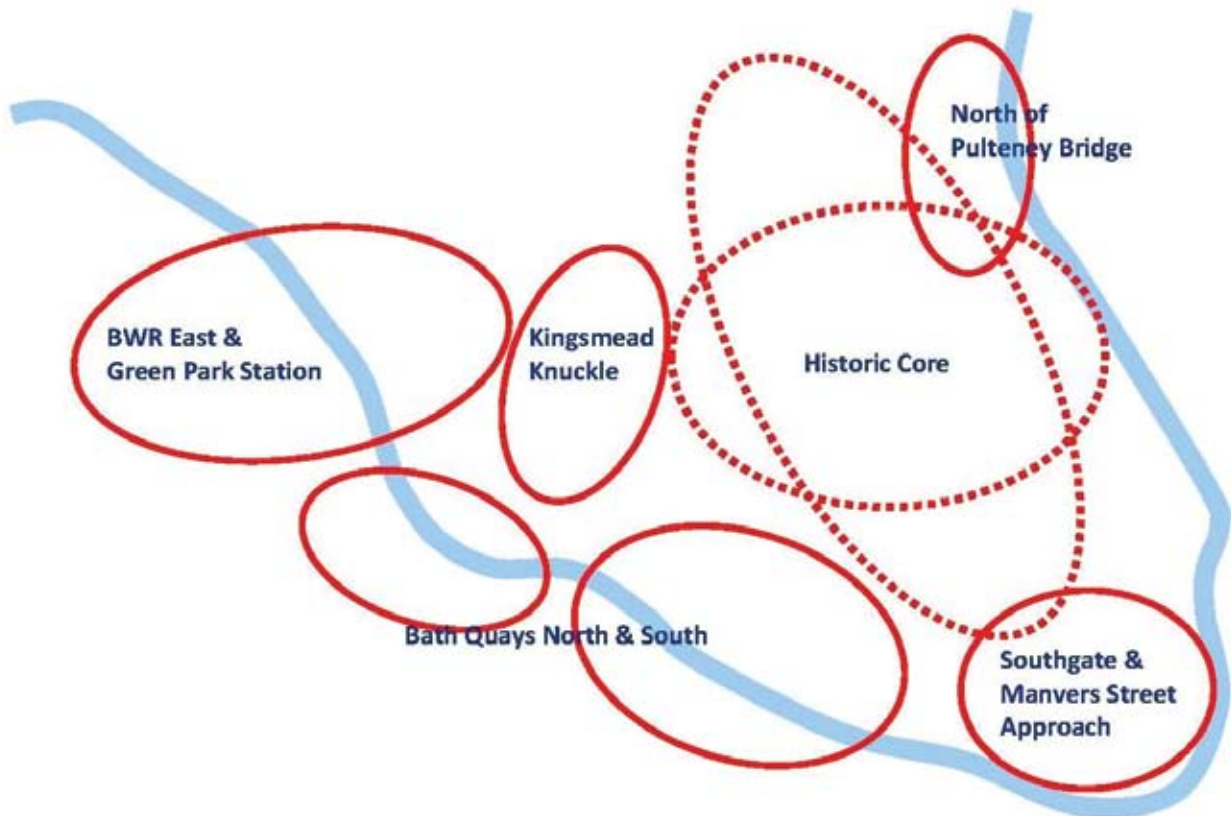 North of
Pulteney Bridge
BWR East &
Green Park Station
Kingsmead
Knuckle
Historic Core
Bath Quays North & South
Southgate &
Manvers Street
Approach